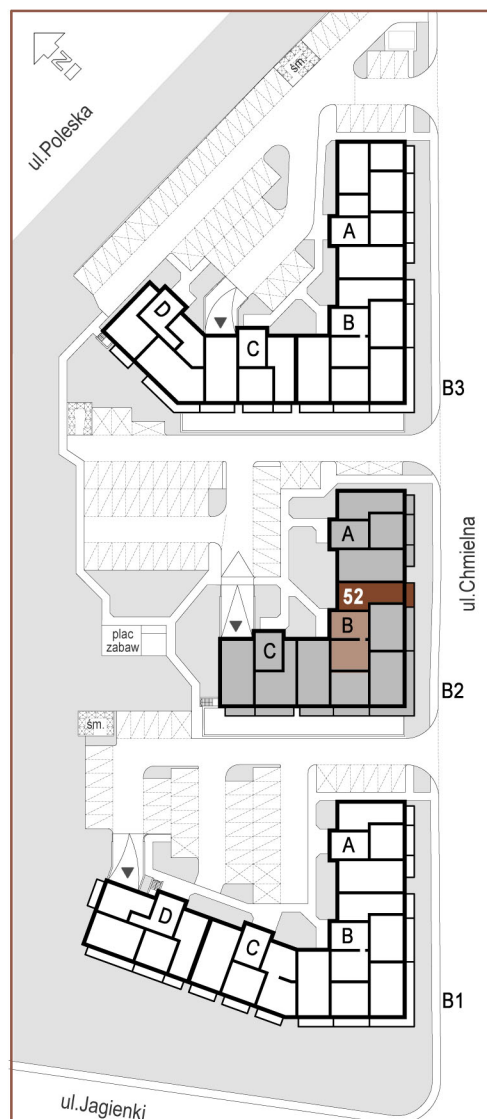 N
ul.Poleska
śm.
A
D
B
C
B3
A
52
ul.Chmielna
B
plac
zabaw
C
B2
śm.
A
D
C
B
B1
ul.Jagienki